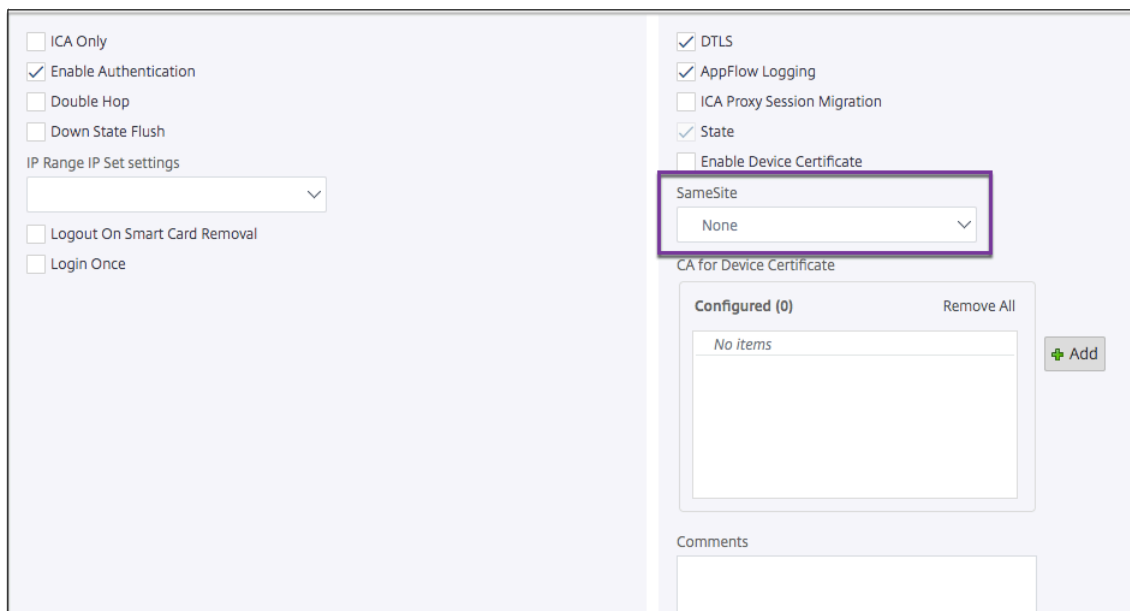 ICA Only
Enable Authentication
Double Hop
Down State Flush
IP Range IP Set settings
Logout On Smart Card Removal
Login Once
DTLS
AppFlow Logging
ICA Proxy Session Migration
State
Enable Device Certificate
SameSite
None
CA for Device Certificate
Configured (0) Remove All
No items
Add
Comments